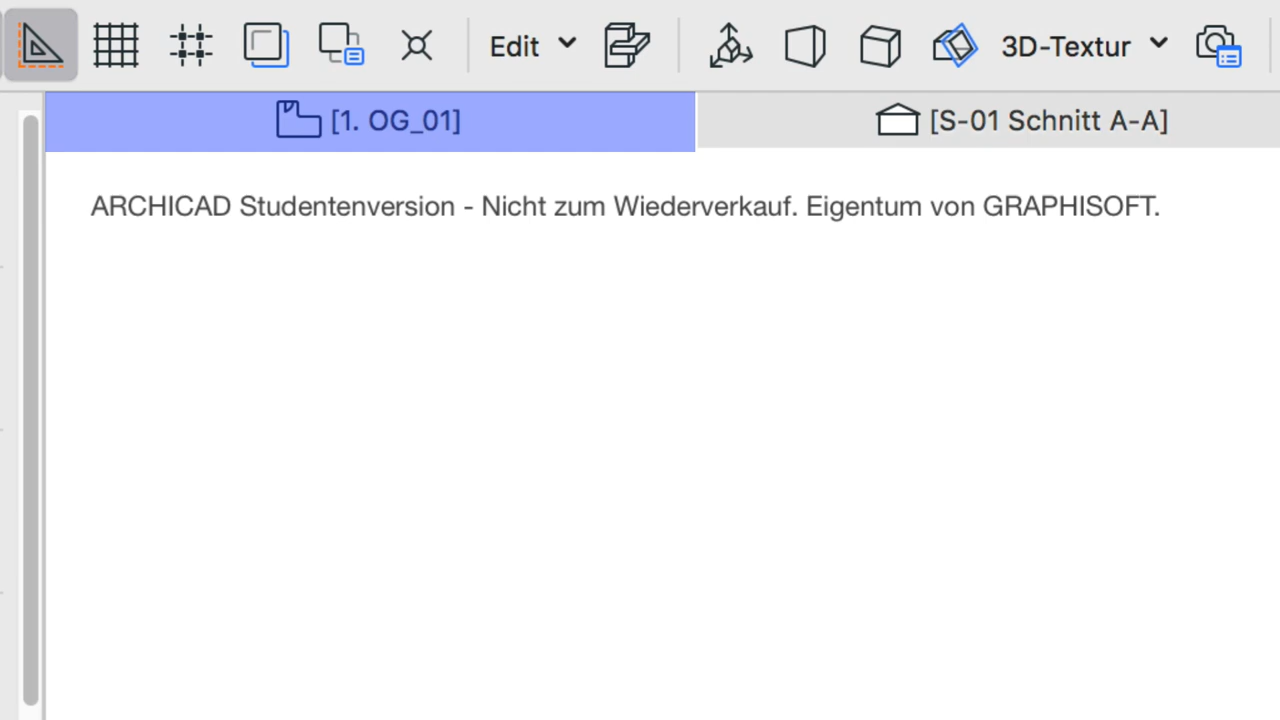 Edit
3D-Textur
[1. OG_01]
[S-01 Schnitt A-A]
ARCHICAD Studentenversion - Nicht zum Wiederverkauf. Eigentum von GRAPHISOFT.